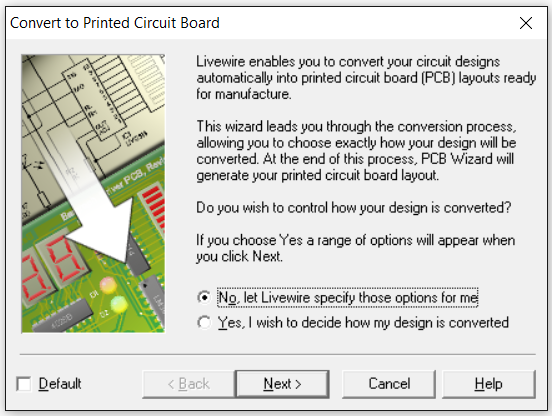 Convert to Printed Circuit Board
Livewire enables you to convert your circuit designs
automatically into printed circuit board (PCB) layouts ready
for manufacture.
This wizard leads you through the conversion process,
allowing you to choose exactly how your design will be
converted. At the end of this process, PCB Wizard will
generate your printed circuit board layout.
Do you wish to control how your design is converted?
If you choose Yes a range of options will appear when
you click Next.
No, let Livewire specify those options for me
Yes, I wish to decide how my design is converted
Default
< Back
Next >
Cancel
Help
PCB, Rev
D1
D2